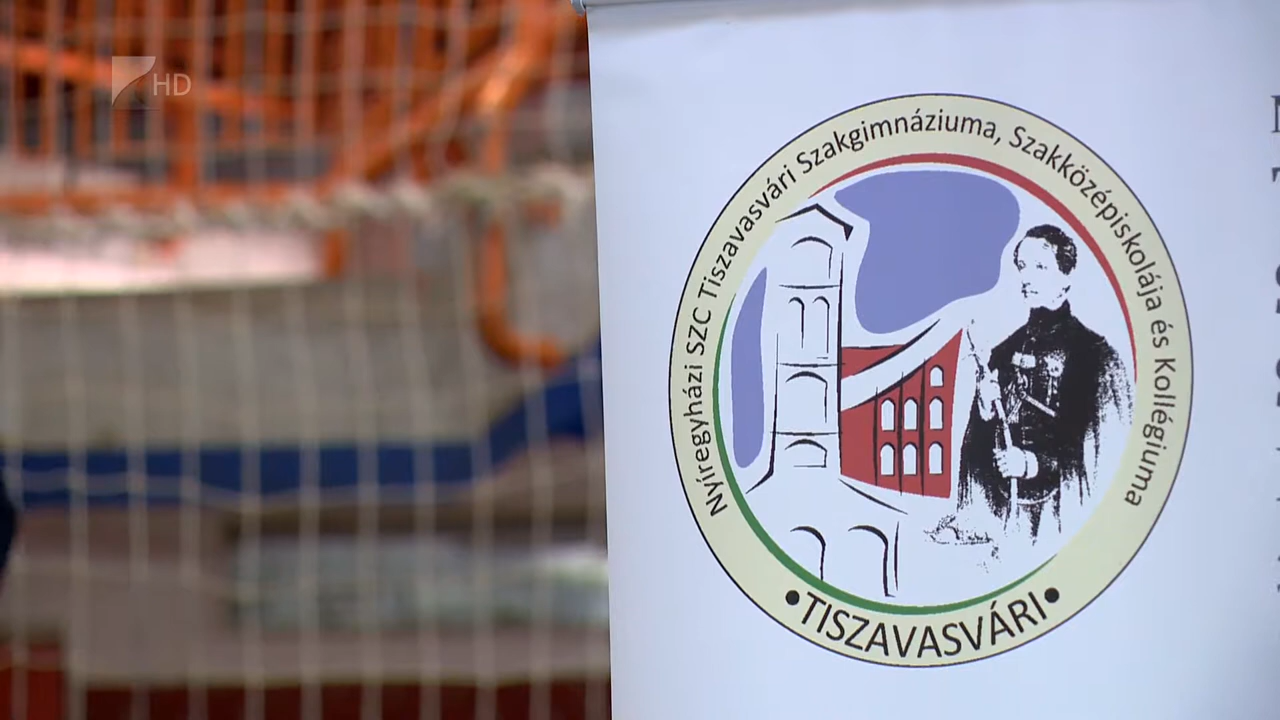 HD
Nyíregyházi SZC Tiszavasvári Szakgimnáziuma, Szakközépiskolája és Kollégiuma
•TISZAVASVÁRI•